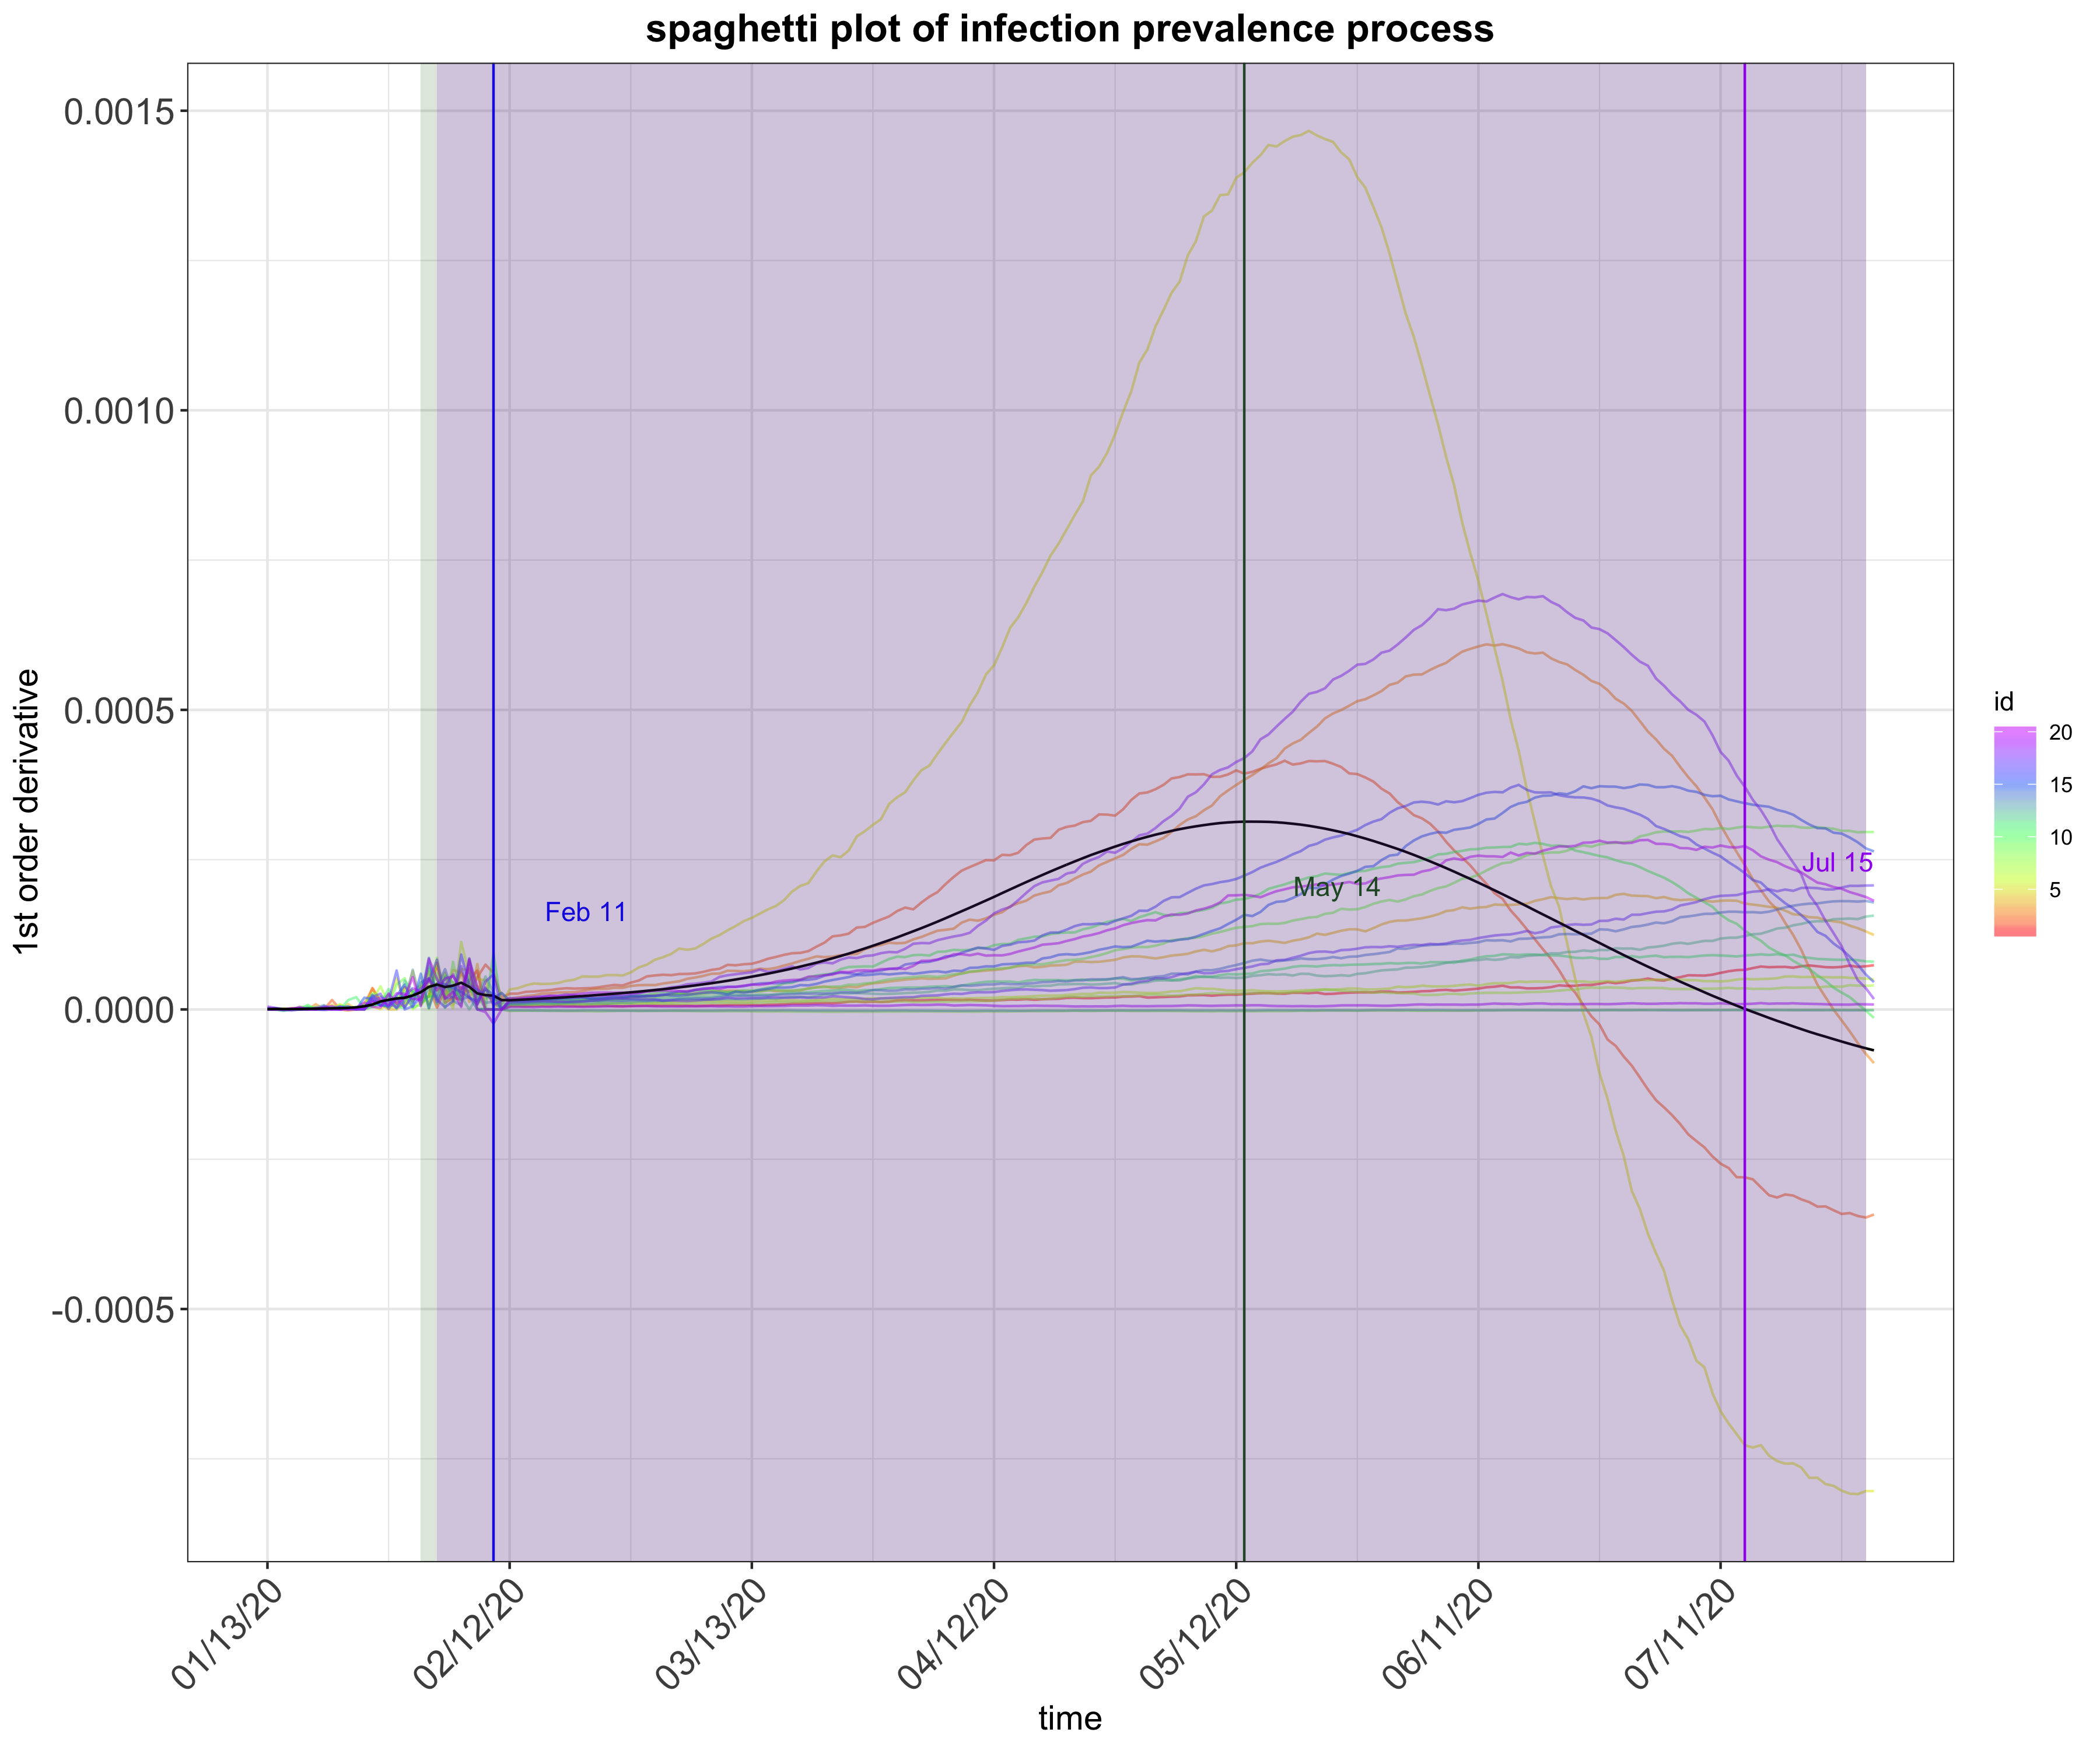 spaghetti plot of infection prevalence process
0.0015
0.0010
0.0005
0.0000
-0.0005
1st order derivative
Feb 11
May 14
Jul 15
id
20
15
10
5
01/13/20
02/12/20
03/13/20
04/12/20
05/12/20
06/11/20
07/11/20
time